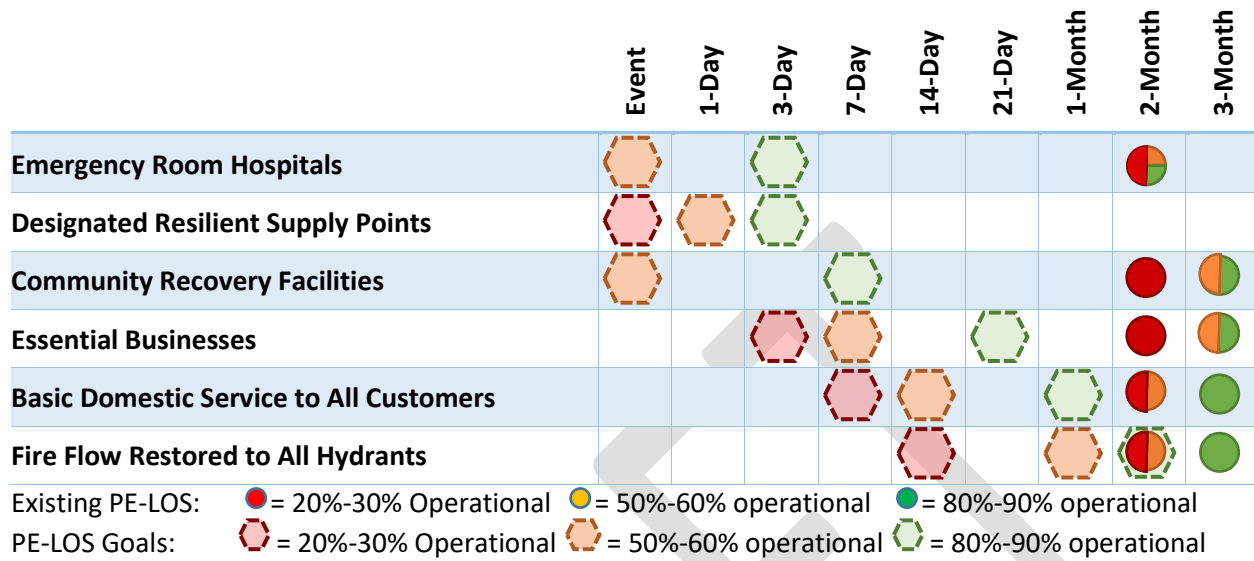 Event 1-Day 3-Day 7-Day 14-Day 21-Day 1-Month 2-Month 3-Month
Emergency Room Hospitals
Designated Resilient Supply Points
Community Recovery Facilities
Essential Businesses
Basic Domestic Service to All Customers
Fire Flow Restored to All Hydrants
Existing PE-LOS: = 20%-30% Operational = 50%-60% operational = 80%-90% operational
PE-LOS Goals: = 20%-30% Operational = 50%-60% operational = 80%-90% operational